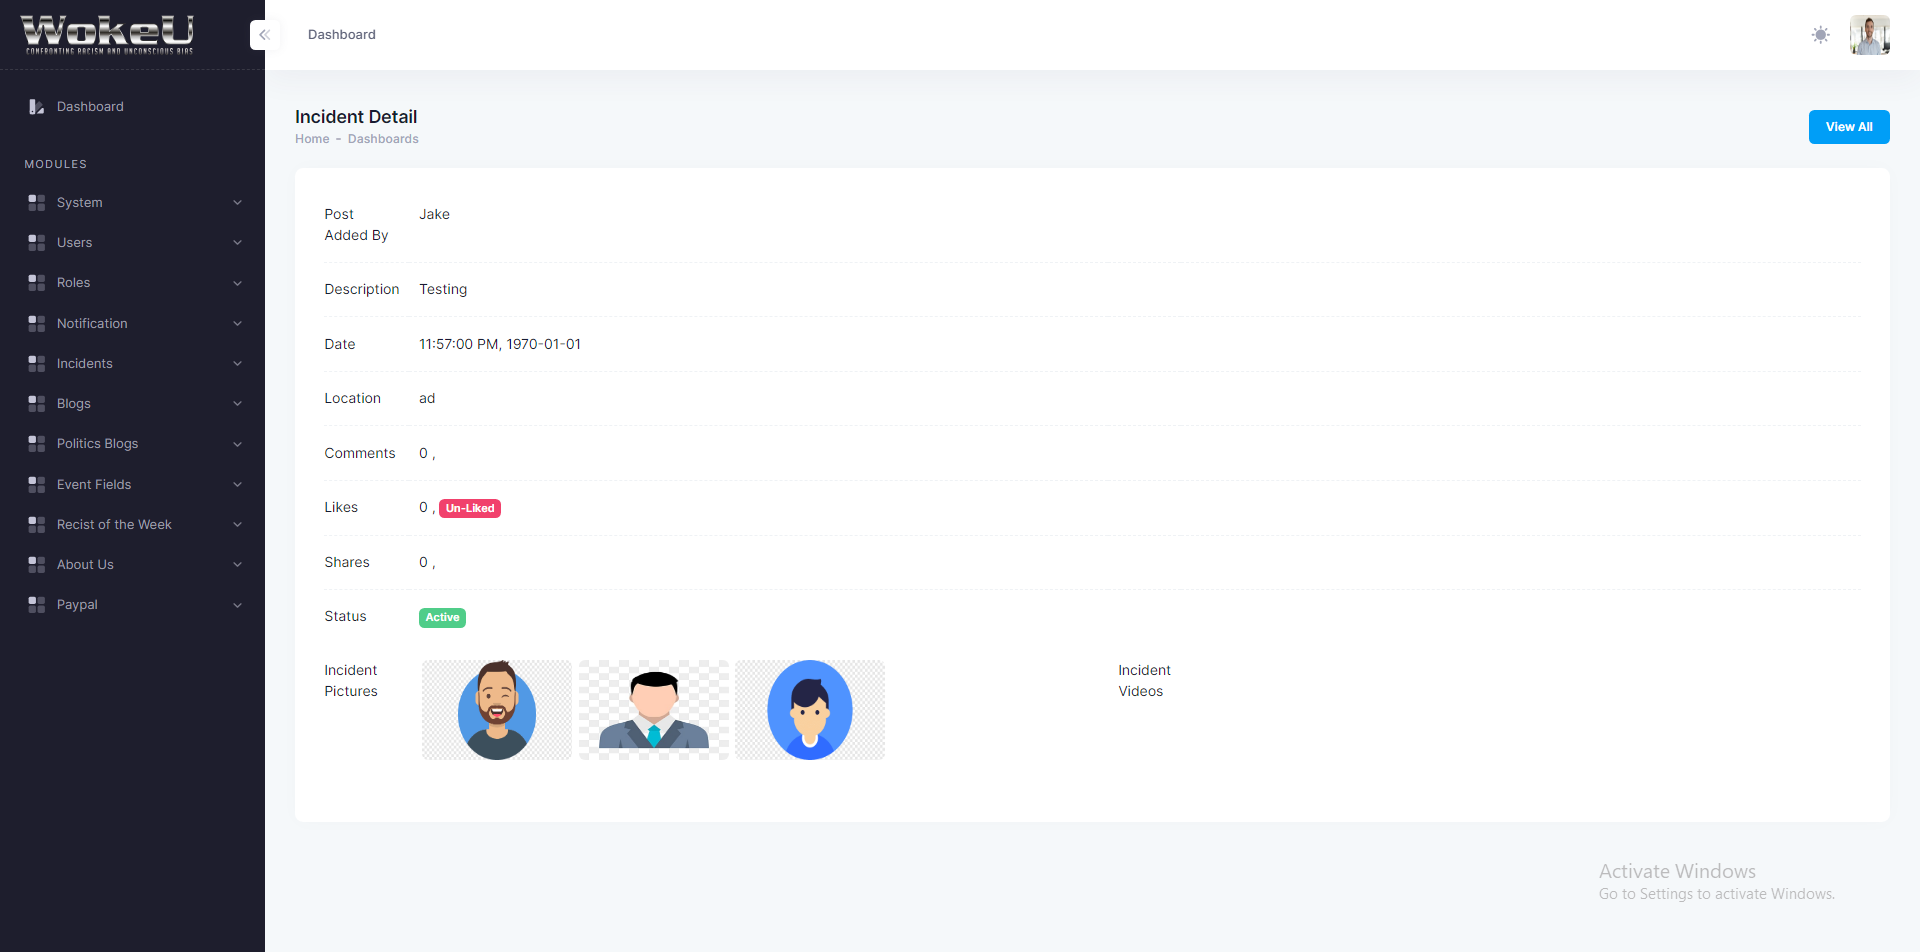 WokeU
CONFRONTING RACISM AND UNCONSCIOUS BIAS
Dashboard
Dashboard
MODULES
System
Users
Roles
Notification
Incidents
Blogs
Politics Blogs
Event Fields
Recist of the Week
About Us
Paypal
Incident Detail
Home - Dashboards
View All
Post Added By Jake
Description Testing
Date 11:57:00 PM, 1970-01-01
Location ad
Comments 0 ,
Likes 0 , Un-Liked
Shares 0 ,
Status Active
Incident
Pictures
Incident
Videos
Activate Windows
Go to Settings to activate Windows.